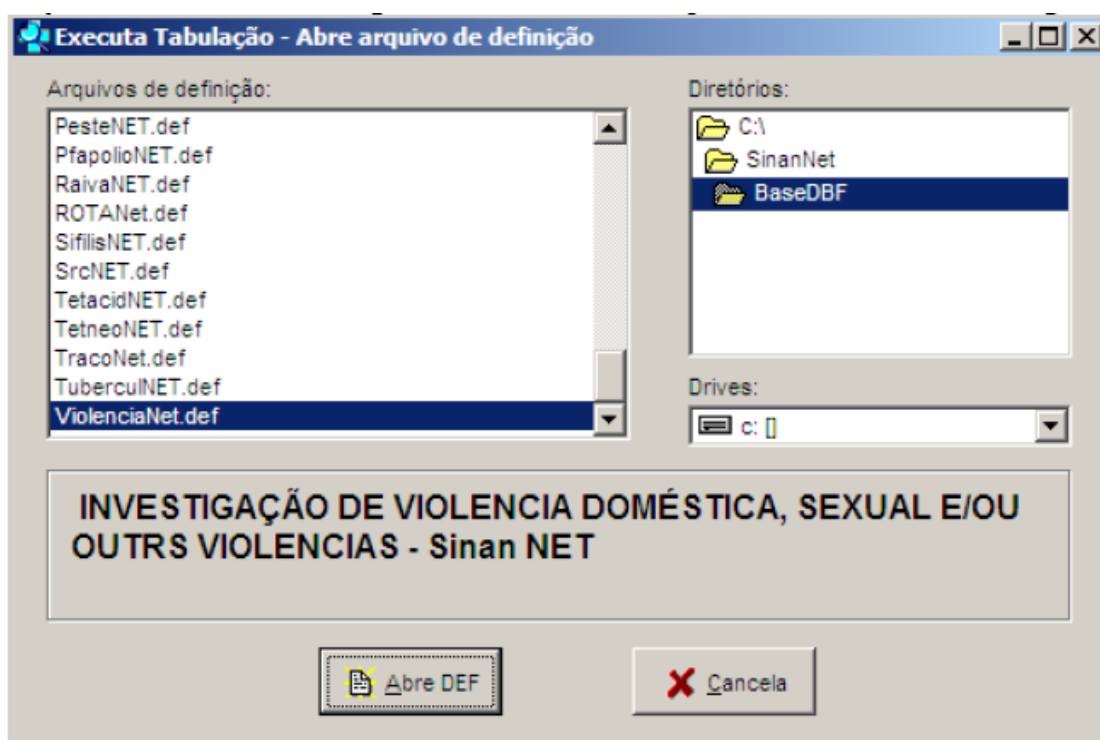 Executa Tabulação - Abre arquivo de definição
Arquivos de definição:
PesteNET.def
PfapolioNET.def
RaivaNET.def
ROTANet.def
SifilisNET.def
SrcNET.def
TetacidNET.def
TetneoNET.def
TracoNet.def
TuberculNET.def
ViolenciaNet.def
Diretórios:
C:\
SinanNet
BaseDBF
Drives:
c: []
INVESTIGAÇÃO DE VIOLENCIA DOMÉSTICA, SEXUAL E/OU
OUTRS VIOLENCIAS - Sinan NET
Abre DEF
Cancela